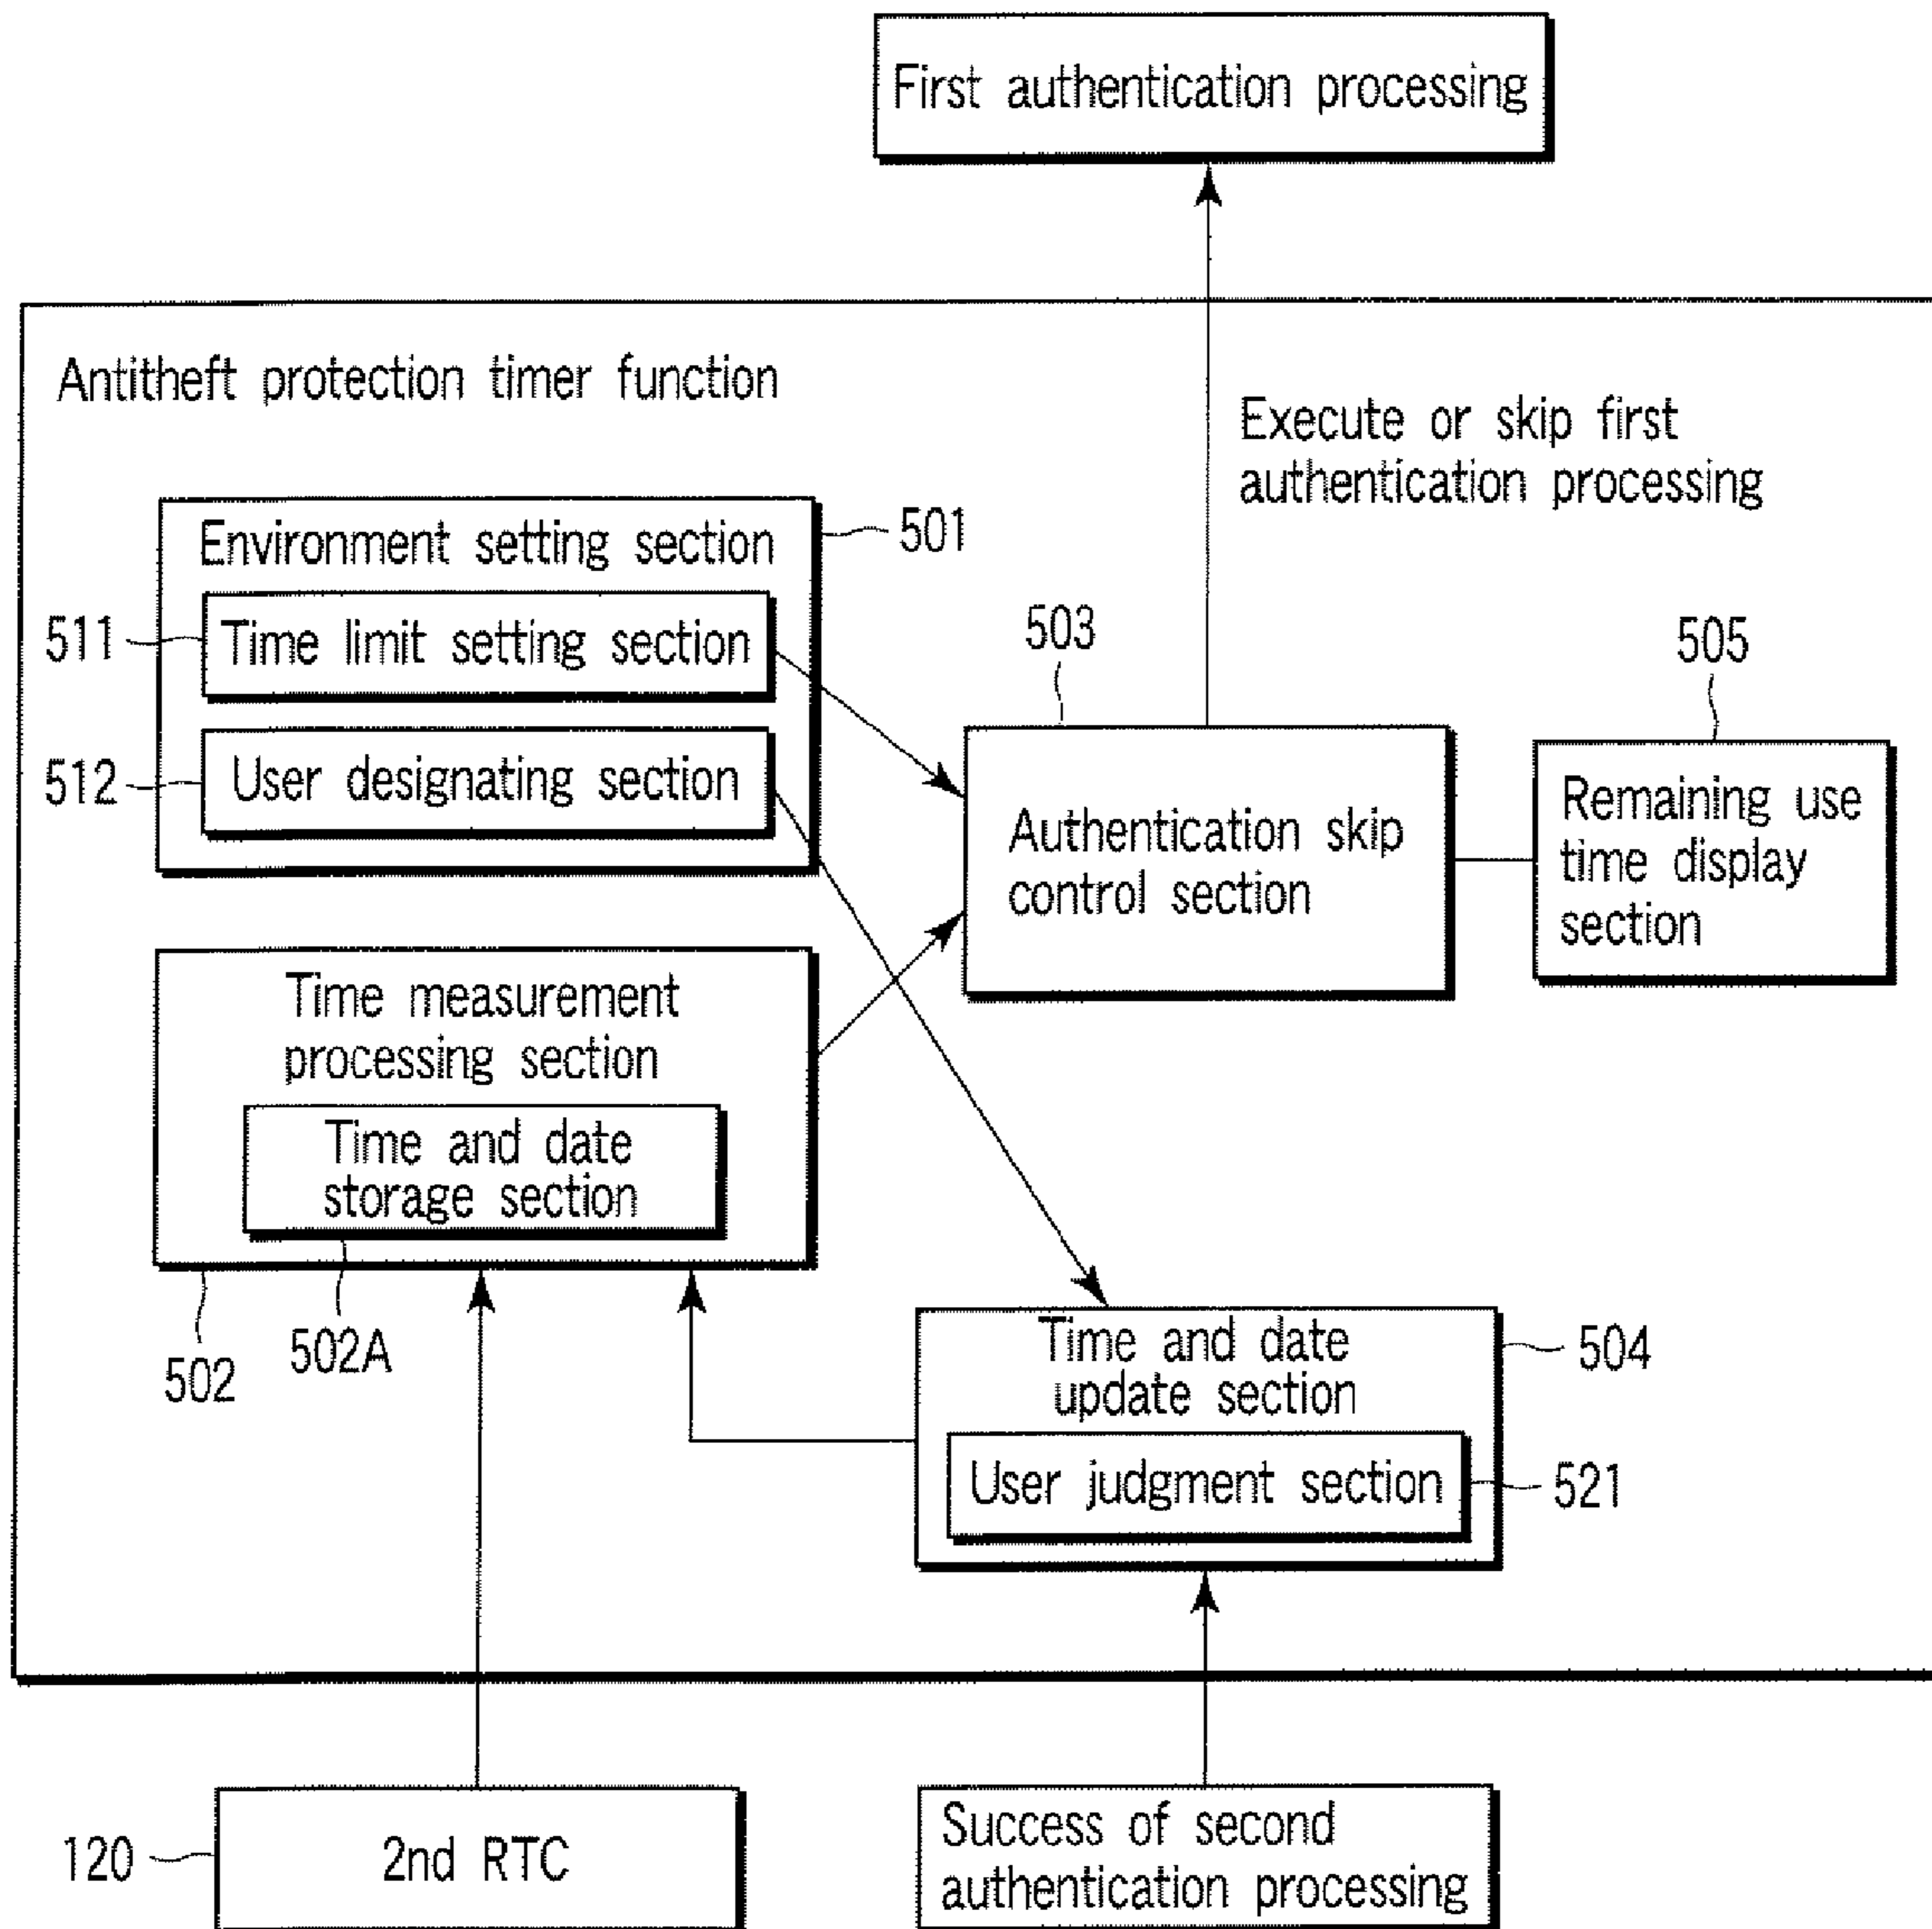 First authentication processing
Antitheft protection timer function
Execute or skip first
authentication processing
Environment setting section
501
511
Time limit setting section
512
User designating section
503
505
Authentication skip
control section
Remaining use
time display
section
Time measurement
processing section
Time and date
storage section
502
502A
Time and date
update section
504
User judgment section
521
120
2nd RTC
Success of second
authentication processing